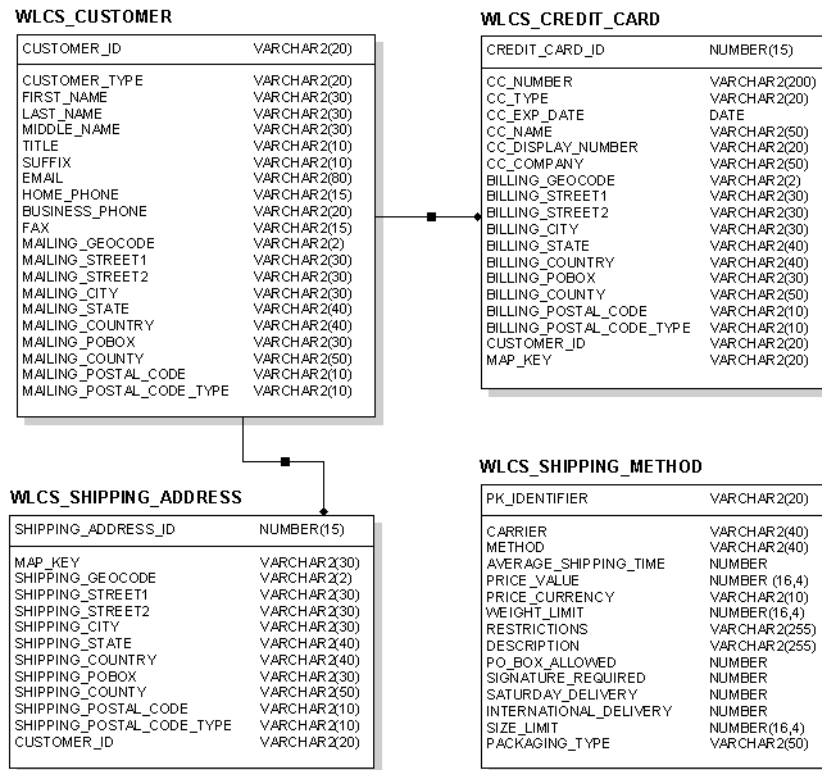 WLCS_CUSTOMER
CUSTOMER_ID VARCHAR2(20)
CUSTOMER_TYPE VARCHAR2(20)
FIRST_NAME VARCHAR2(30)
LAST_NAME VARCHAR2(30)
MIDDLE_NAME VARCHAR2(30)
TITLE VARCHAR2(10)
SUFFIX VARCHAR2(10)
EMAIL VARCHAR2(80)
HOME_PHONE VARCHAR2(15)
BUSINESS_PHONE VARCHAR2(20)
FAX VARCHAR2(15)
MAILING_GEOCODE VARCHAR2(2)
MAILING_STREET1 VARCHAR2(30)
MAILING_STREET2 VARCHAR2(30)
MAILING_CITY VARCHAR2(30)
MAILING_STATE VARCHAR2(40)
MAILING_COUNTRY VARCHAR2(40)
MAILING_POBOX VARCHAR2(30)
MAILING_COUNTY VARCHAR2(50)
MAILING_POSTAL_CODE VARCHAR2(10)
MAILING_POSTAL_CODE_TYPE VARCHAR2(10)
WLCS_CREDIT_CARD
CREDIT_CARD_ID NUMBER(15)
CC_NUMBER VARCHAR2(200)
CC_TYPE VARCHAR2(20)
CC_EXP_DATE DATE
CC_NAME VARCHAR2(50)
CC_DISPLAY_NUMBER VARCHAR2(20)
CC_COMPANY VARCHAR2(50)
BILLING_GEOCODE VARCHAR2(2)
BILLING_STREET1 VARCHAR2(30)
BILLING_STREET2 VARCHAR2(30)
BILLING_CITY VARCHAR2(30)
BILLING_STATE VARCHAR2(40)
BILLING_COUNTRY VARCHAR2(40)
BILLING_POBOX VARCHAR2(30)
BILLING_COUNTY VARCHAR2(50)
BILLING_POSTAL_CODE VARCHAR2(10)
BILLING_POSTAL_CODE_TYPE VARCHAR2(10)
CUSTOMER_ID VARCHAR2(20)
MAP_KEY VARCHAR2(20)
WLCS_SHIPPING_ADDRESS
SHIPPING_ADDRESS_ID NUMBER(15)
MAP_KEY VARCHAR2(30)
SHIPPING_GEOCODE VARCHAR2(2)
SHIPPING_STREET1 VARCHAR2(30)
SHIPPING_STREET2 VARCHAR2(30)
SHIPPING_CITY VARCHAR2(30)
SHIPPING_STATE VARCHAR2(40)
SHIPPING_COUNTRY VARCHAR2(40)
SHIPPING_POBOX VARCHAR2(30)
SHIPPING_COUNTY VARCHAR2(50)
SHIPPING_POSTAL_CODE VARCHAR2(10)
SHIPPING_POSTAL_CODE_TYPE VARCHAR2(10)
CUSTOMER_ID VARCHAR2(20)
WLCS_SHIPPING_METHOD
PK_IDENTIFIER VARCHAR2(20)
CARRIER VARCHAR2(40)
METHOD VARCHAR2(40)
AVERAGE_SHIPPING_TIME NUMBER
PRICE_VALUE NUMBER (16,4)
PRICE_CURRENCY VARCHAR2(10)
WEIGHT_LIMIT NUMBER(16,4)
RESTRICTIONS VARCHAR2(255)
DESCRIPTION VARCHAR2(255)
PO_BOX_ALLOWED NUMBER
SIGNATURE_REQUIRED NUMBER
SATURDAY_DELIVERY NUMBER
INTERNATIONAL_DELIVERY NUMBER
SIZE_LIMIT NUMBER(16,4)
PACKAGING_TYPE VARCHAR2(50)